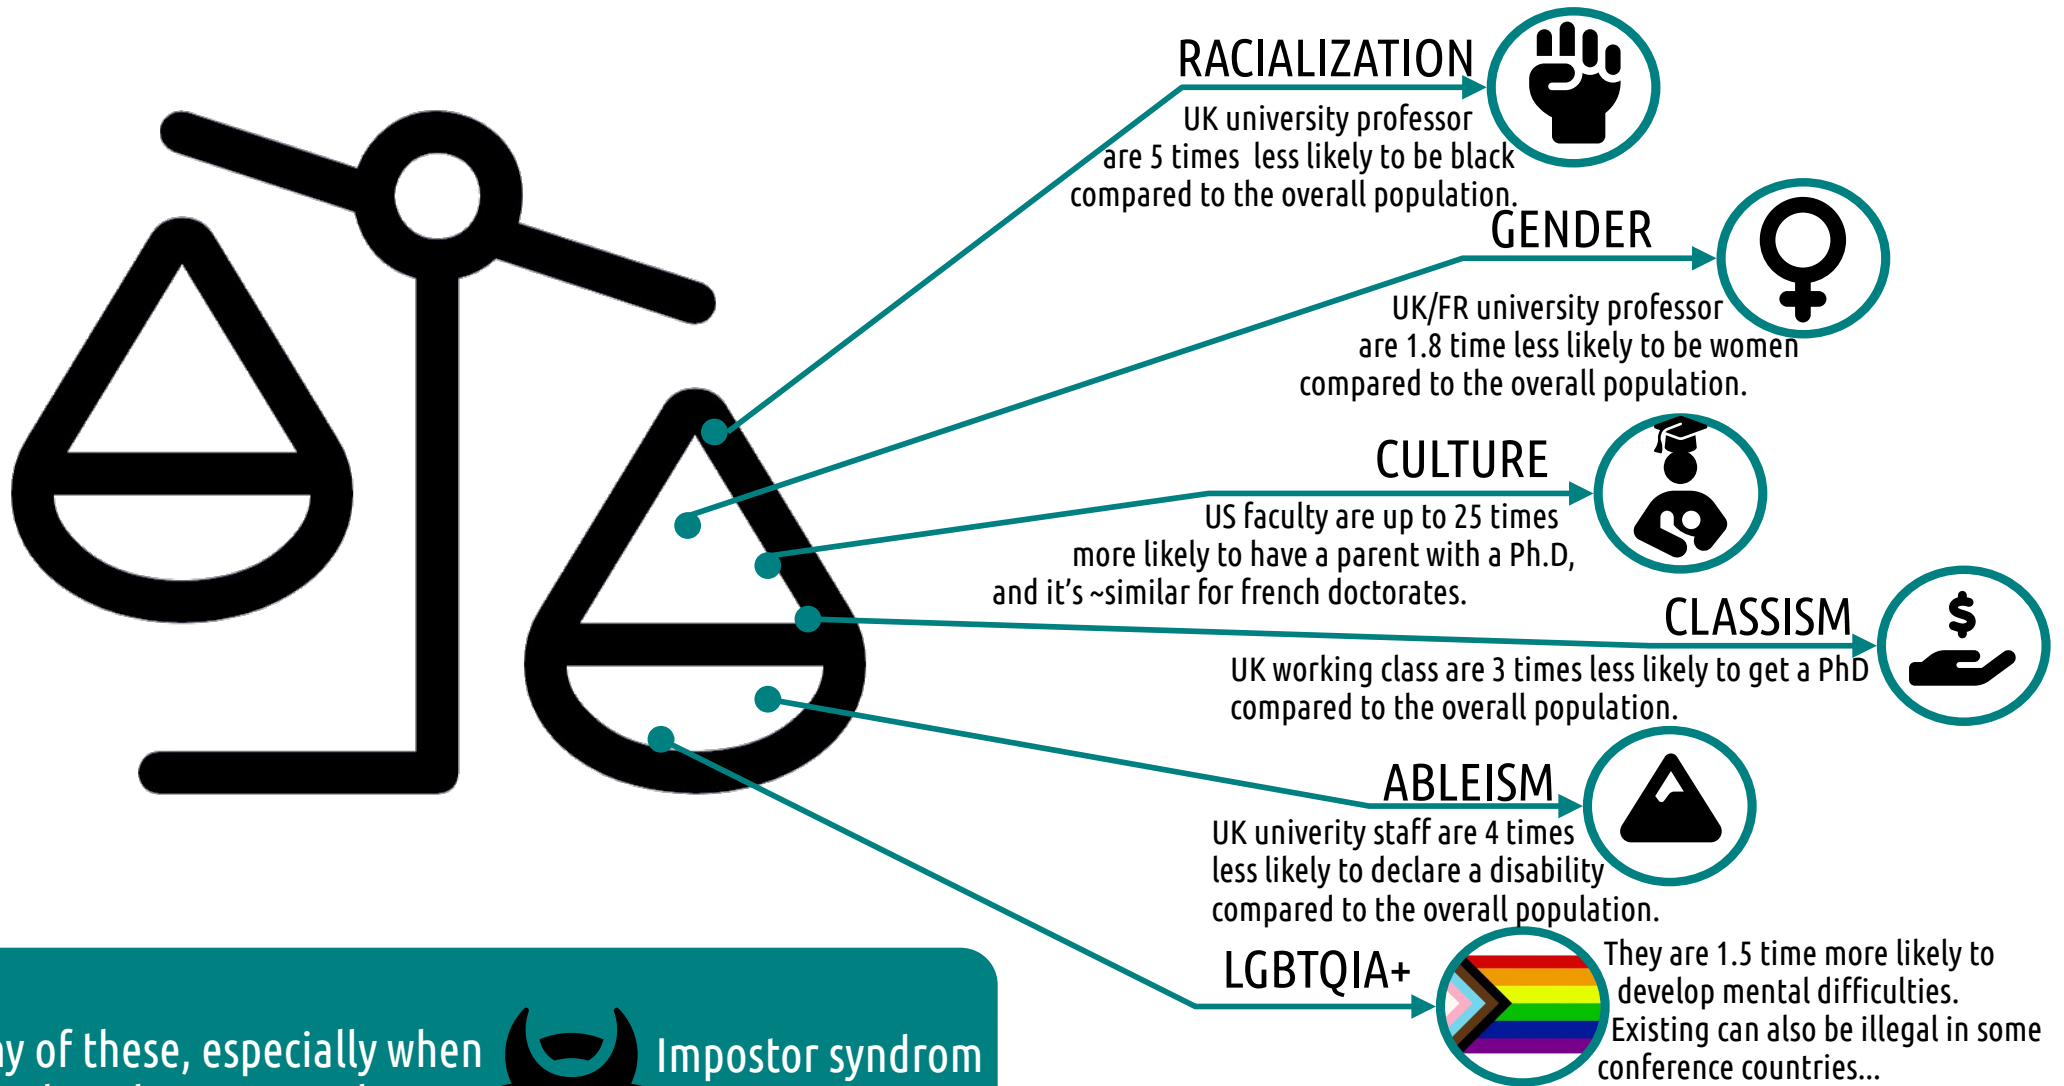 RACIALIZATION
UK university professor
are 5 times less likely to be black
compared to the overall population.
GENDER
UK/FR university professor
are 1.8 time less likely to be women
compared to the overall population.
CULTURE
US faculty are up to 25 times
more likely to have a parent with a Ph.D,
and it's ~similar for french doctorates.
CLASSISM
$
UK working class are 3 times less likely to get a PhD
compared to the overall population.
ABLEISM
UK univerity staff are 4 times
less likely to declare a disability
compared to the overall population.
LGBTQIA+
They are 1.5 time more likely to
develop mental difficulties.
Existing can also be illegal in some
conference countries...
of these, especially when
Impostor syndrom